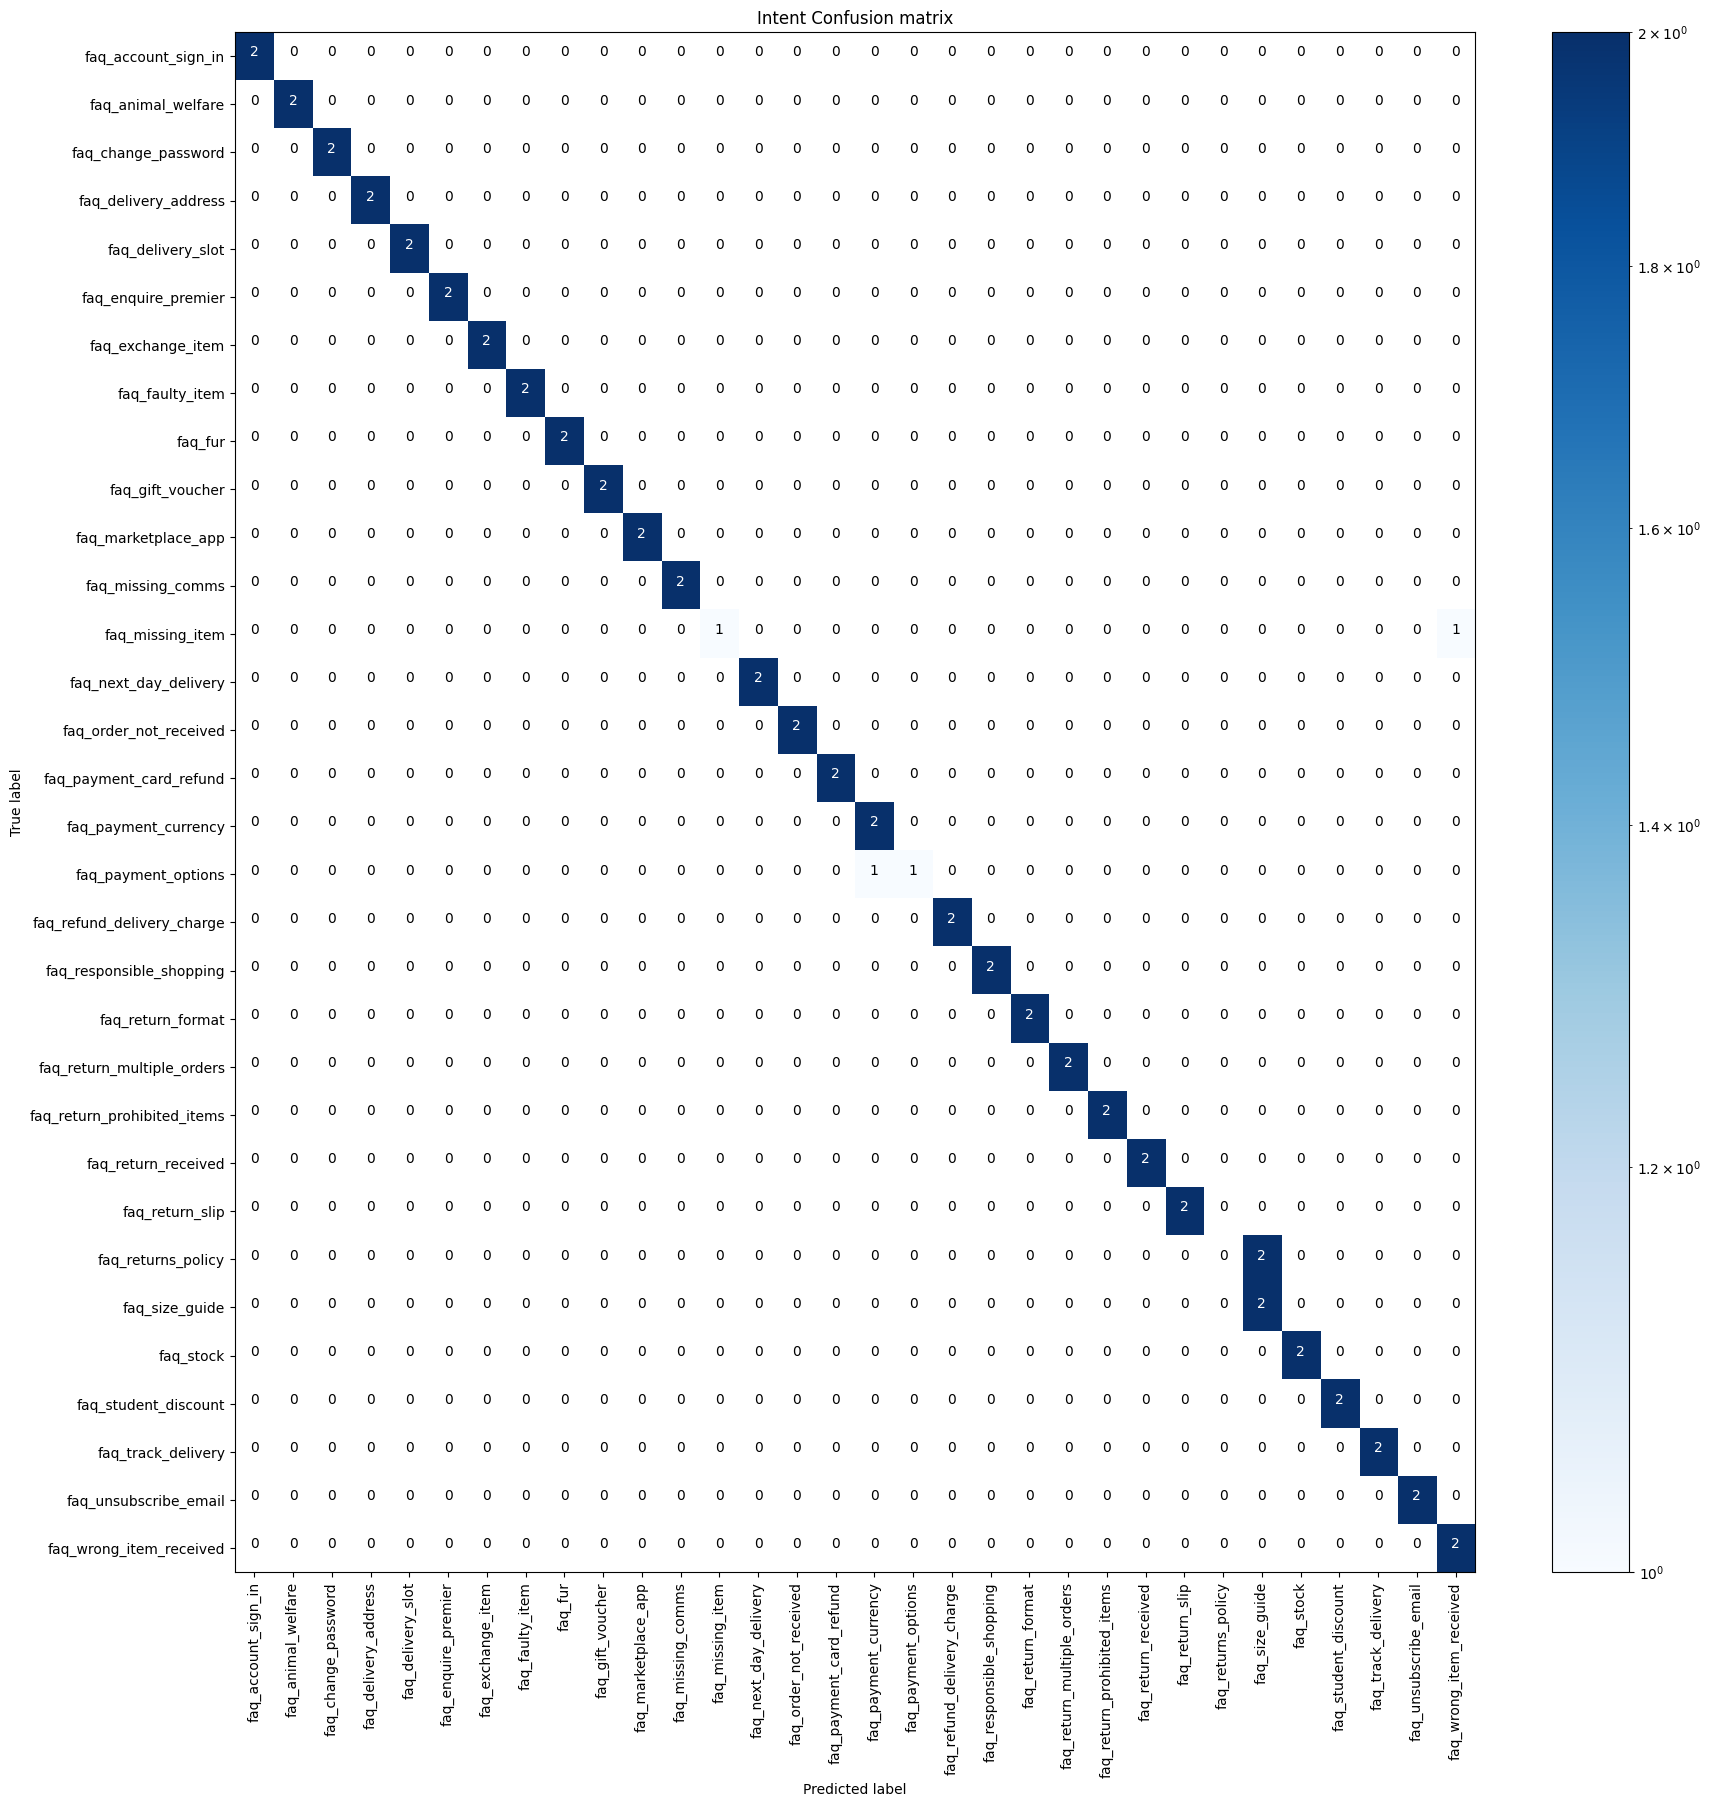 Intent Confusion matrix
faq_account_sign_in 2 0 0 0 0 0 0 0 0 0 0 0 0 0 0 0 0 0 0 0 0 0 0 0 0 0 0 0 0 0 0 0
faq_animal_welfare 0 2 0 0 0 0 0 0 0 0 0 0 0 0 0 0 0 0 0 0 0 0 0 0 0 0 0 0 0 0 0 0
faq_change_password 0 0 2 0 0 0 0 0 0 0 0 0 0 0 0 0 0 0 0 0 0 0 0 0 0 0 0 0 0 0 0 0
faq_delivery_address 0 0 0 2 0 0 0 0 0 0 0 0 0 0 0 0 0 0 0 0 0 0 0 0 0 0 0 0 0 0 0 0
faq_delivery_slot 0 0 0 0 2 0 0 0 0 0 0 0 0 0 0 0 0 0 0 0 0 0 0 0 0 0 0 0 0 0 0 0
faq_enquire_premier 0 0 0 0 0 2 0 0 0 0 0 0 0 0 0 0 0 0 0 0 0 0 0 0 0 0 0 0 0 0 0 0
faq_exchange_item 0 0 0 0 0 0 2 0 0 0 0 0 0 0 0 0 0 0 0 0 0 0 0 0 0 0 0 0 0 0 0 0
faq_faulty_item 0 0 0 0 0 0 0 2 0 0 0 0 0 0 0 0 0 0 0 0 0 0 0 0 0 0 0 0 0 0 0 0
faq_fur 0 0 0 0 0 0 0 0 2 0 0 0 0 0 0 0 0 0 0 0 0 0 0 0 0 0 0 0 0 0 0 0
faq_gift_voucher 0 0 0 0 0 0 0 0 0 2 0 0 0 0 0 0 0 0 0 0 0 0 0 0 0 0 0 0 0 0 0 0
faq_marketplace_app 0 0 0 0 0 0 0 0 0 0 2 0 0 0 0 0 0 0 0 0 0 0 0 0 0 0 0 0 0 0 0 0
faq_missing_comms 0 0 0 0 0 0 0 0 0 0 0 2 0 0 0 0 0 0 0 0 0 0 0 0 0 0 0 0 0 0 0 0
faq_missing_item 0 0 0 0 0 0 0 0 0 0 0 0 1 0 0 0 0 0 0 0 0 0 0 0 0 0 0 0 0 0 0 1
faq_next_day_delivery 0 0 0 0 0 0 0 0 0 0 0 0 0 2 0 0 0 0 0 0 0 0 0 0 0 0 0 0 0 0 0 0
faq_order_not_received 0 0 0 0 0 0 0 0 0 0 0 0 0 0 2 0 0 0 0 0 0 0 0 0 0 0 0 0 0 0 0 0
faq_payment_card_refund 0 0 0 0 0 0 0 0 0 0 0 0 0 0 0 2 0 0 0 0 0 0 0 0 0 0 0 0 0 0 0 0
faq_payment_currency 0 0 0 0 0 0 0 0 0 0 0 0 0 0 0 0 2 0 0 0 0 0 0 0 0 0 0 0 0 0 0 0
faq_payment_options 0 0 0 0 0 0 0 0 0 0 0 0 0 0 0 0 1 1 0 0 0 0 0 0 0 0 0 0 0 0 0 0
faq_refund_delivery_charge 0 0 0 0 0 0 0 0 0 0 0 0 0 0 0 0 0 0 2 0 0 0 0 0 0 0 0 0 0 0 0 0
faq_responsible_shopping 0 0 0 0 0 0 0 0 0 0 0 0 0 0 0 0 0 0 0 2 0 0 0 0 0 0 0 0 0 0 0 0
faq_return_format 0 0 0 0 0 0 0 0 0 0 0 0 0 0 0 0 0 0 0 0 2 0 0 0 0 0 0 0 0 0 0 0
faq_return_multiple_orders 0 0 0 0 0 0 0 0 0 0 0 0 0 0 0 0 0 0 0 0 0 2 0 0 0 0 0 0 0 0 0 0
faq_return_prohibited_items 0 0 0 0 0 0 0 0 0 0 0 0 0 0 0 0 0 0 0 0 0 0 2 0 0 0 0 0 0 0 0 0
faq_return_received 0 0 0 0 0 0 0 0 0 0 0 0 0 0 0 0 0 0 0 0 0 0 0 2 0 0 0 0 0 0 0 0
faq_return_slip 0 0 0 0 0 0 0 0 0 0 0 0 0 0 0 0 0 0 0 0 0 0 0 0 2 0 0 0 0 0 0 0
faq_returns_policy 0 0 0 0 0 0 0 0 0 0 0 0 0 0 0 0 0 0 0 0 0 0 0 0 0 0 2 0 0 0 0 0
faq_size_guide 0 0 0 0 0 0 0 0 0 0 0 0 0 0 0 0 0 0 0 0 0 0 0 0 0 0 2 0 0 0 0 0
faq_stock 0 0 0 0 0 0 0 0 0 0 0 0 0 0 0 0 0 0 0 0 0 0 0 0 0 0 0 2 0 0 0 0
faq_student_discount 0 0 0 0 0 0 0 0 0 0 0 0 0 0 0 0 0 0 0 0 0 0 0 0 0 0 0 0 2 0 0 0
faq_track_delivery 0 0 0 0 0 0 0 0 0 0 0 0 0 0 0 0 0 0 0 0 0 0 0 0 0 0 0 0 0 2 0 0
faq_unsubscribe_email 0 0 0 0 0 0 0 0 0 0 0 0 0 0 0 0 0 0 0 0 0 0 0 0 0 0 0 0 0 0 2 0
faq_wrong_item_received 0 0 0 0 0 0 0 0 0 0 0 0 0 0 0 0 0 0 0 0 0 0 0 0 0 0 0 0 0 0 0 2
True label
faq_account_sign_in
faq_animal_welfare
faq_change_password
faq_delivery_address
faq_delivery_slot
faq_enquire_premier
faq_exchange_item
faq_faulty_item
faq_fur
faq_gift_voucher
faq_marketplace_app
faq_missing_comms
faq_missing_item
faq_next_day_delivery
faq_order_not_received
faq_payment_card_refund
faq_payment_currency
faq_payment_options
faq_refund_delivery_charge
faq_responsible_shopping
faq_return_format
faq_return_multiple_orders
faq_return_prohibited_items
faq_return_received
faq_return_slip
faq_returns_policy
faq_size_guide
faq_stock
faq_student_discount
faq_track_delivery
faq_unsubscribe_email
faq_wrong_item_received
Predicted label
2 × 10⁰
1.8 × 10⁰
1.6 × 10⁰
1.4 × 10⁰
1.2 × 10⁰
10⁰